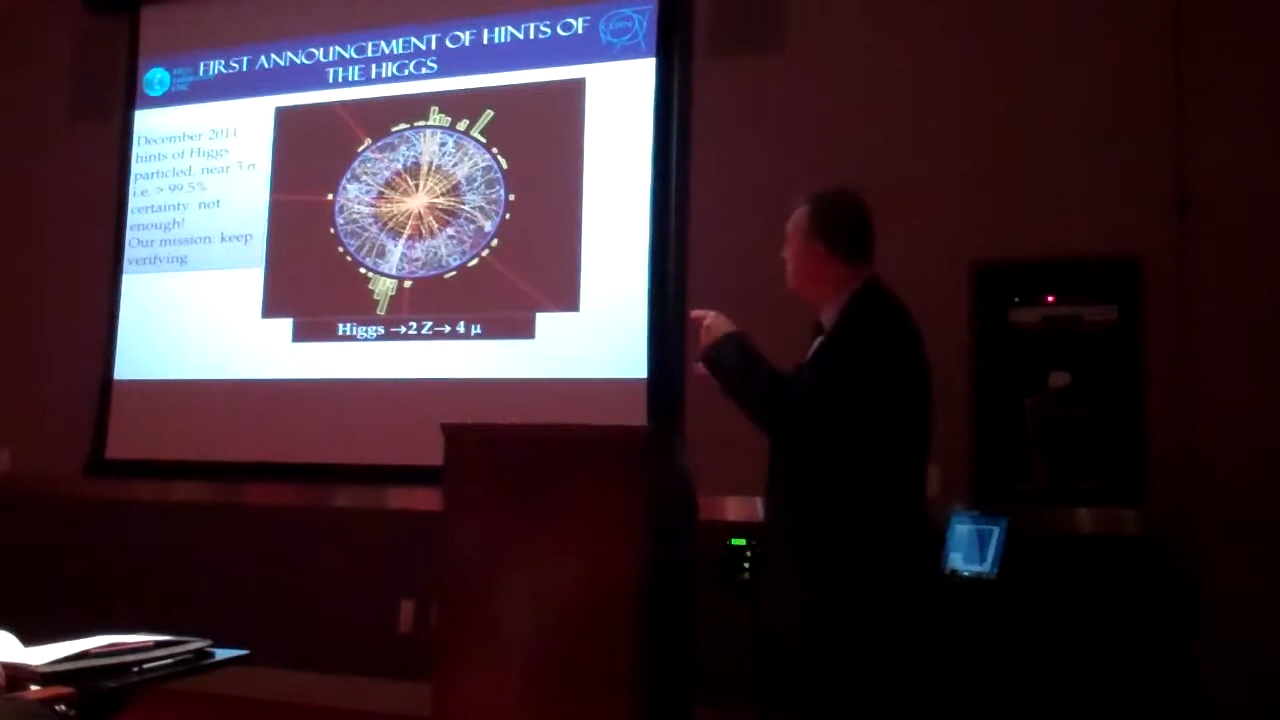 FIRST ANNOUNCEMENT OF HINTS OF
THE HIGGS
CERN
December 2011
hints of Higgs
particled, near 3 σ
i.e. > 99.5%
certainty: not
enough!
Our mission: keep
verifying
Higgs →2 Z→ 4 μ